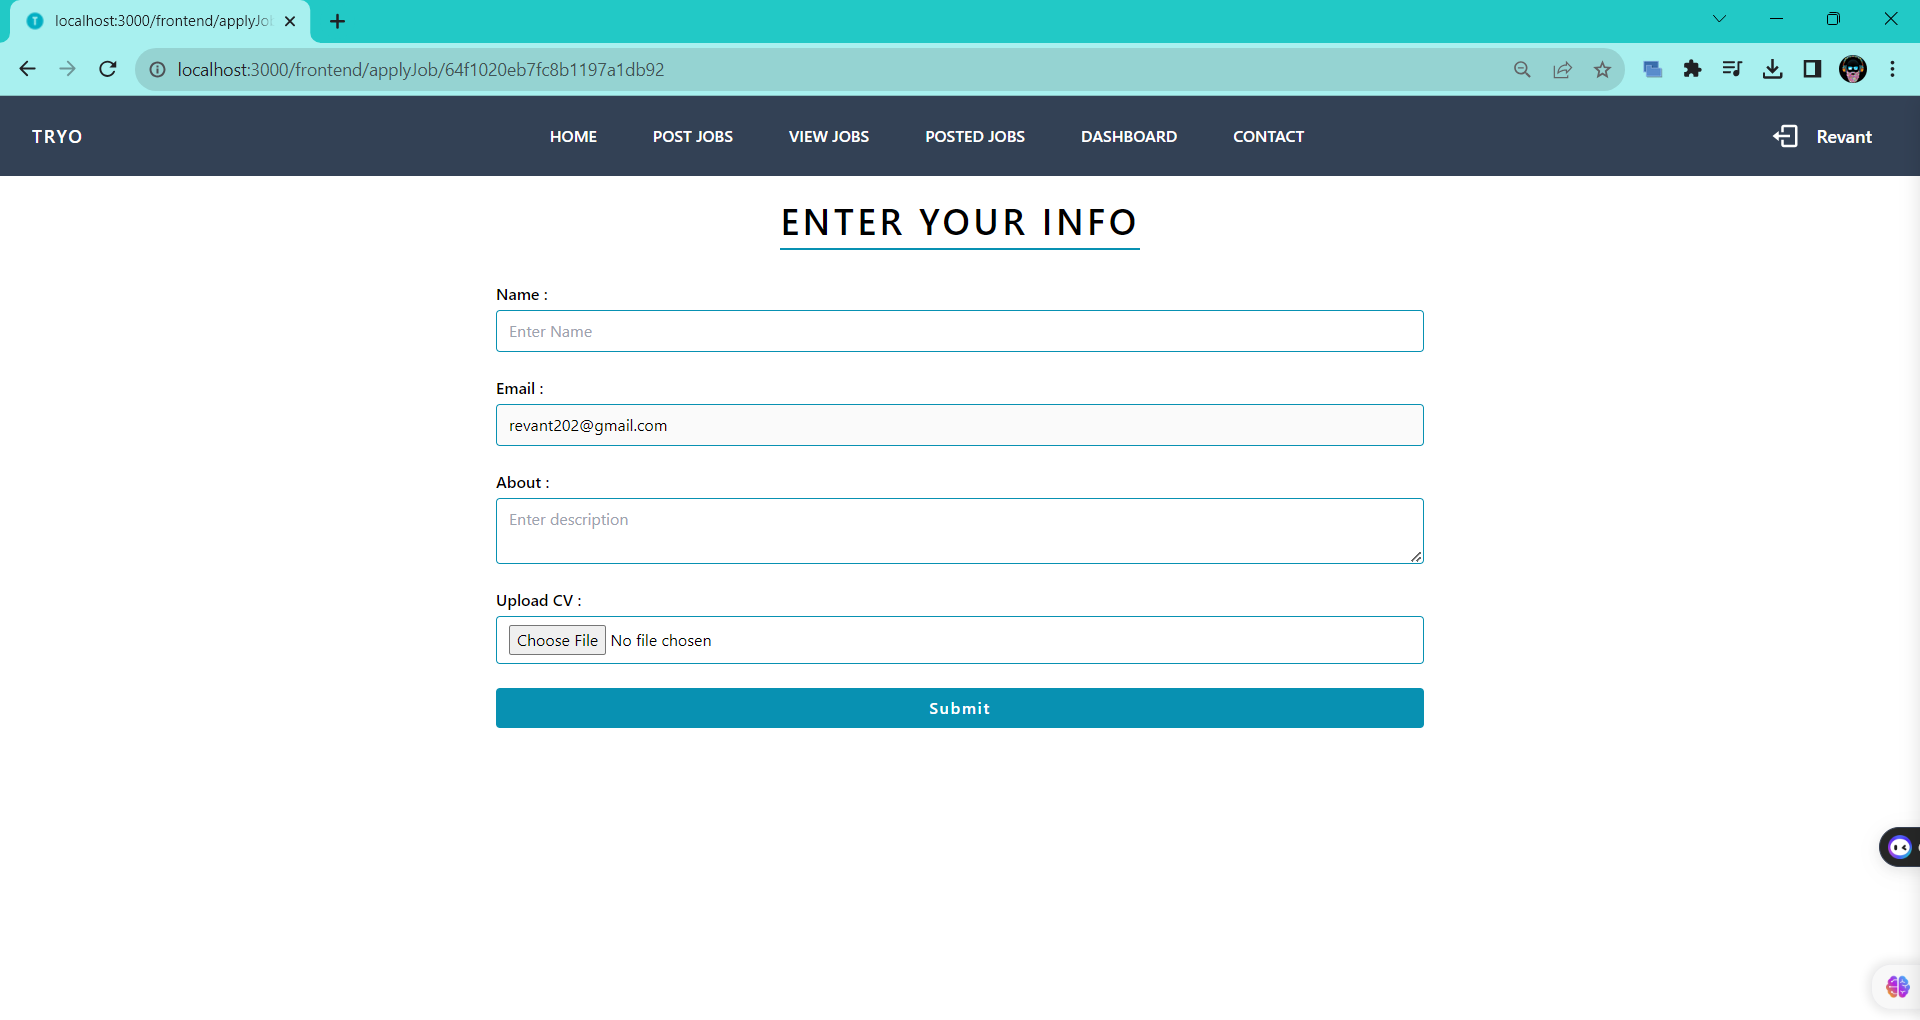 localhost:3000/frontend/applyJo
localhost:3000/frontend/applyJob/64f1020eb7fc8b1197a1db92
TRYO
HOME
POST JOBS
VIEW JOBS
POSTED JOBS
DASHBOARD
CONTACT
Revant
ENTER YOUR INFO
Name :
Enter Name
Email :
revant202@gmail.com
About :
Enter description
Upload CV :
Choose File No file chosen
Submit